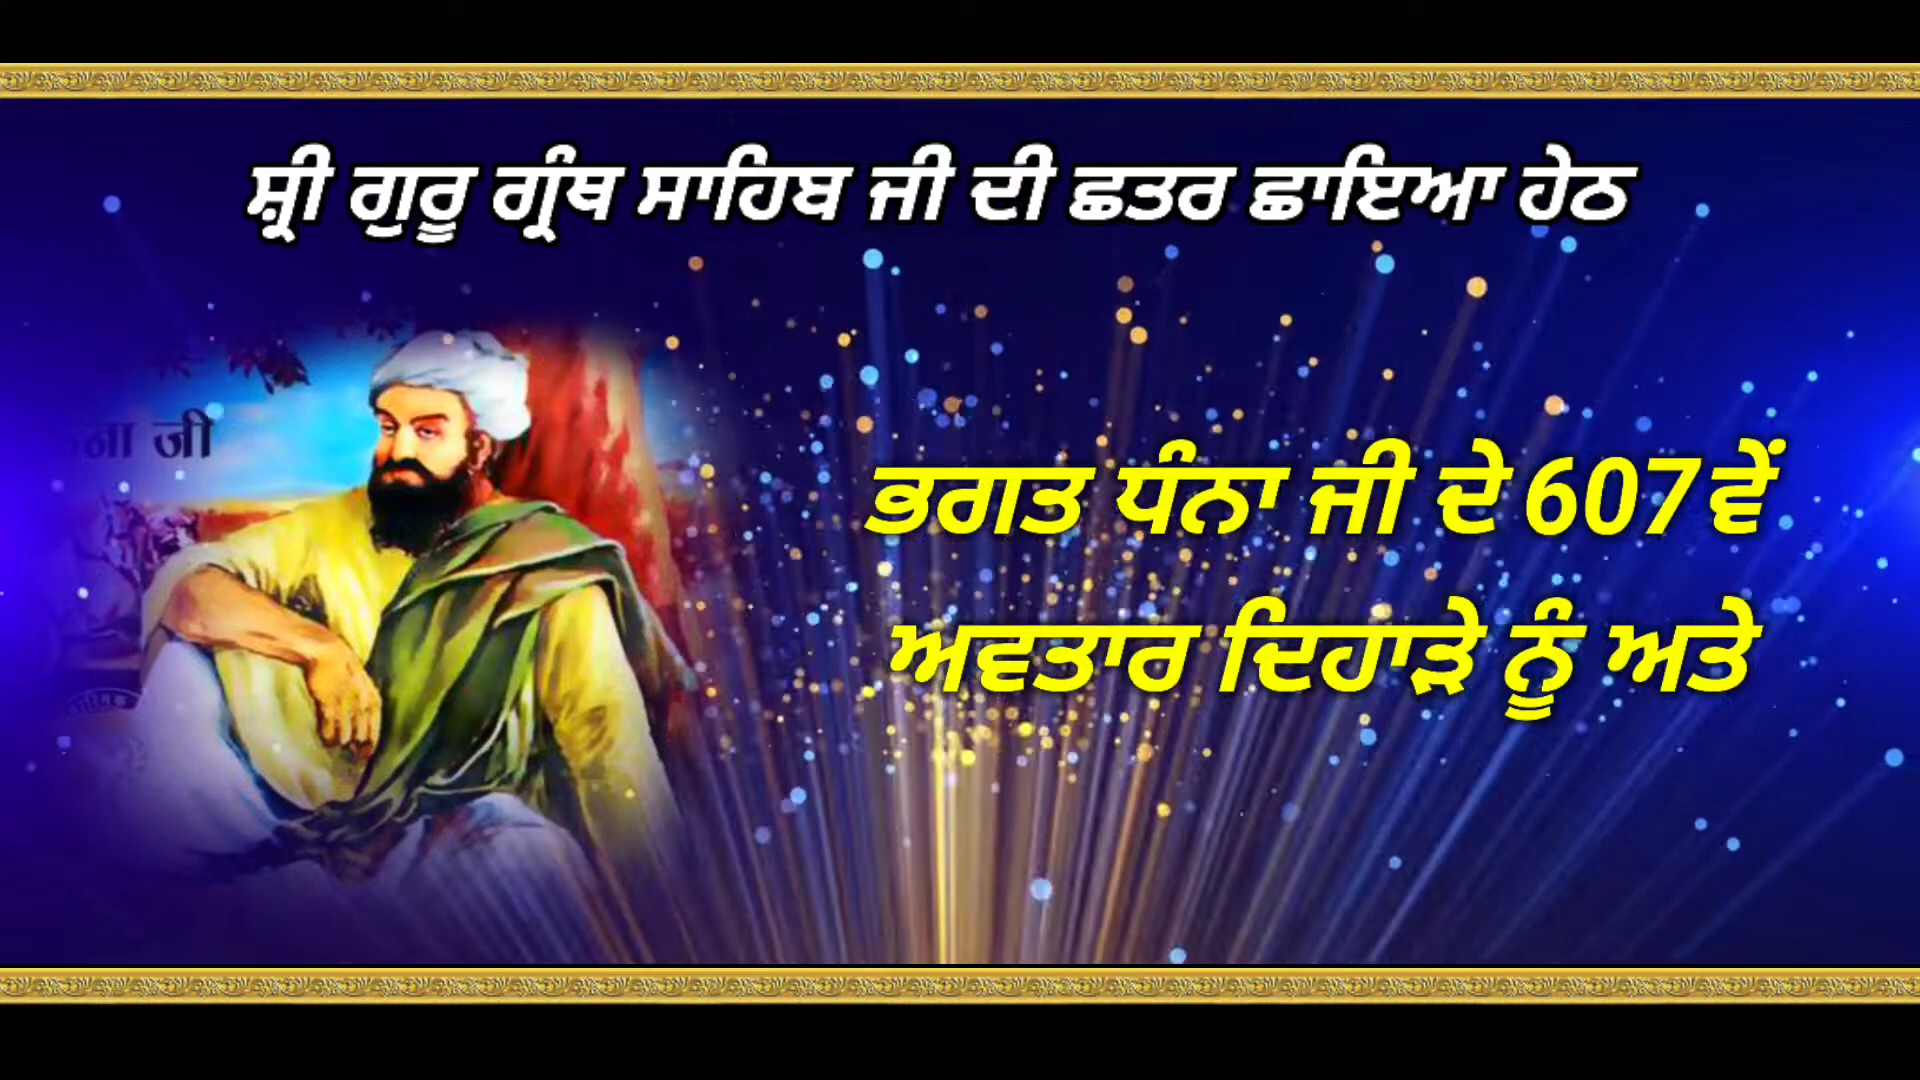 ਸ਼੍ਰੀ ਗੁਰੂ ਗ੍ਰੰਥ ਸਾਹਿਬ ਜੀ ਦੀ ਛਤਰ ਛਾਇਆ ਹੇਠ
ਜੀ
ਭਗਤ ਧੰਨਾ ਜੀ ਦੇ 607ਵੇਂ
ਅਵਤਾਰ ਦਿਹਾੜੇ ਨੂੰ ਅਤੇ